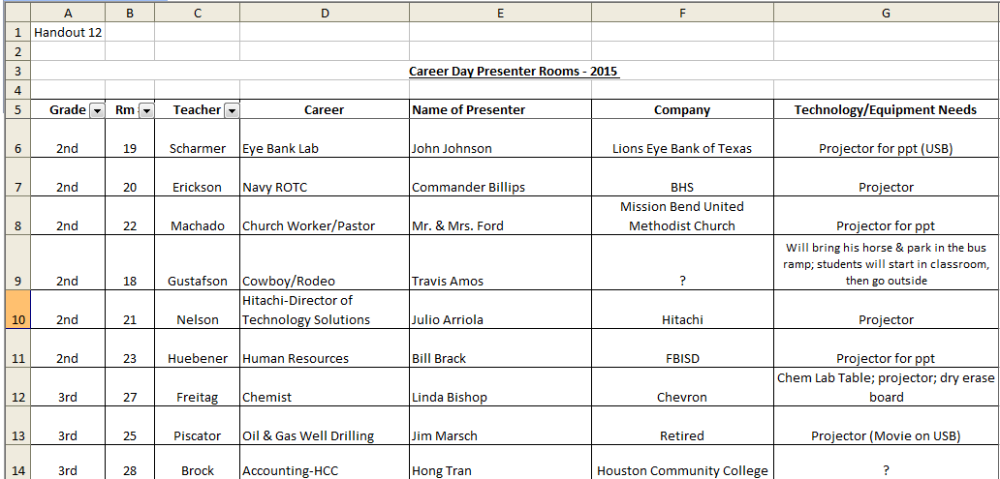 A B C D E F G
1 Handout 12
2
3 Career Day Presenter Rooms - 2015
4
5 Grade Rm Teacher Career Name of Presenter Company Technology/Equipment Needs
6 2nd 19 Scharmer Eye Bank Lab John Johnson Lions Eye Bank of Texas Projector for ppt (USB)
7 2nd 20 Erickson Navy ROTC Commander Billips BHS Projector
Mission Bend United
8 2nd 22 Machado Church Worker/Pastor Mr. & Mrs. Ford Methodist Church Projector for ppt
Will bring his horse & park in the bus
ramp; students will start in classroom,
9 2nd 18 Gustafson Cowboy/Rodeo Travis Amos ? then go outside
Hitachi-Director of
10 2nd 21 Nelson Technology Solutions Julio Arriola Hitachi Projector
11 2nd 23 Huebener Human Resources Bill Brack FBISD Projector for ppt
Chem Lab Table; projector; dry erase
12 3rd 27 Freitag Chemist Linda Bishop Chevron board
13 3rd 25 Piscator Oil & Gas Well Drilling Jim Marsch Retired Projector (Movie on USB)
14 3rd 28 Brock Accounting-HCC Hong Tran Houston Community College ?